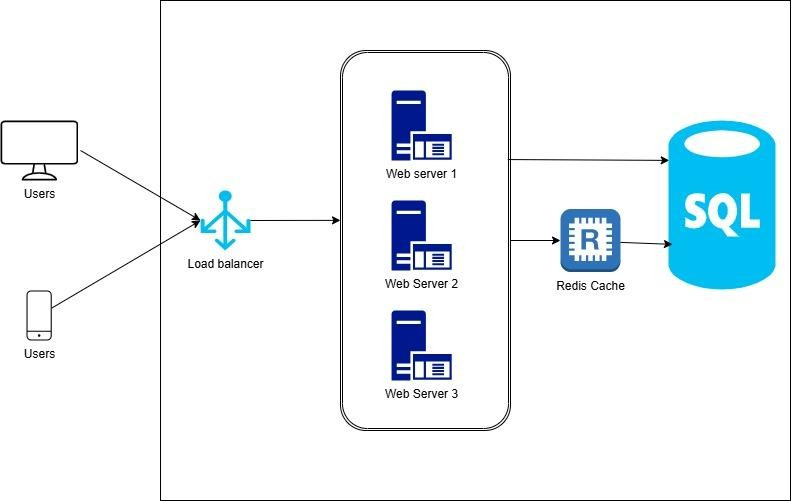 Users
Users
Load balancer
Web server 1
Web Server 2
Web Server 3
R
Redis Cache
SQL